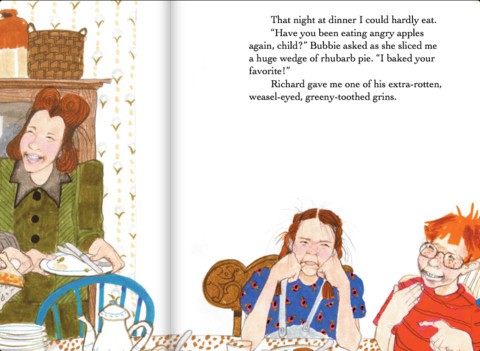 That night at dinner I could hardly eat.
"Have you been eating angry apples
again, child?" Bubbie asked as she sliced me
a huge wedge of rhubarb pie. "I baked your
favorite!"
Richard gave me one of his extra-rotten,
weasel-eyed, greeny-toothed grins.